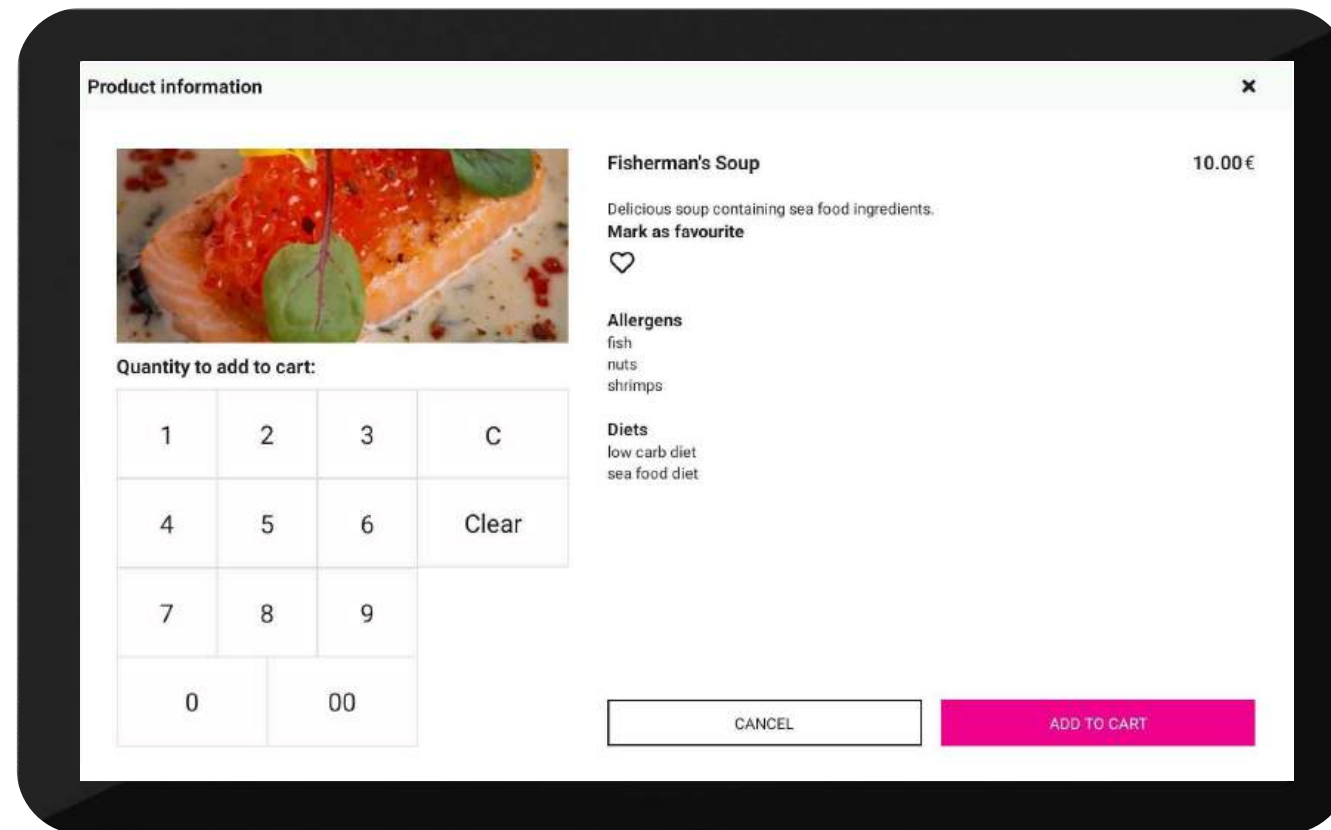 Product information
×
Fisherman's Soup
10.00€
Delicious soup containing sea food ingredients.
Mark as favourite
Allergens
fish
nuts
shrimps
Diets
low carb diet
sea food diet
Quantity to add to cart:
1 2 3 C
4 5 6 Clear
7 8 9
0 00
CANCEL
ADD TO CART